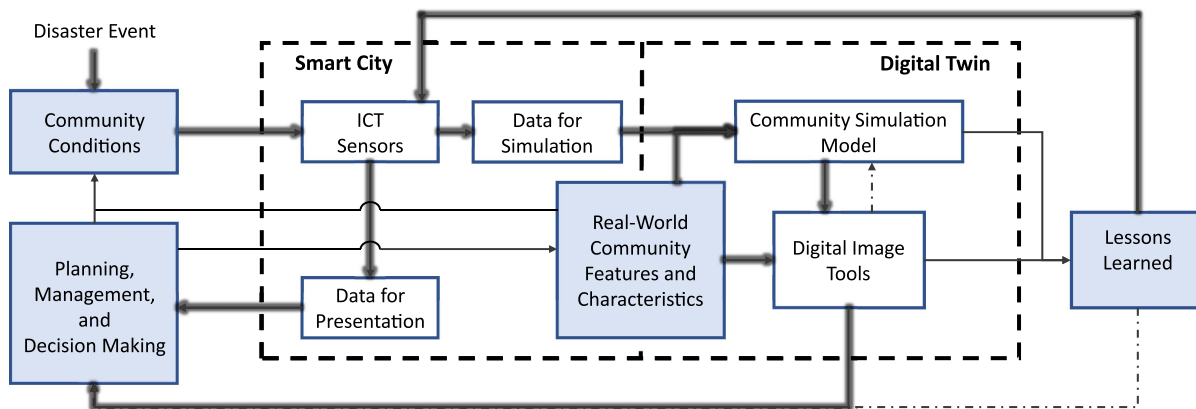 Disaster Event
Smart City
Digital Twin
Community
Conditions
ICT
Sensors
Data for
Simulation
Community Simulation
Model
Real-World
Community
Features and
Characteristics
Digital Image
Tools
Lessons
Learned
Planning,
Management,
and
Decision Making
Data for
Presentation